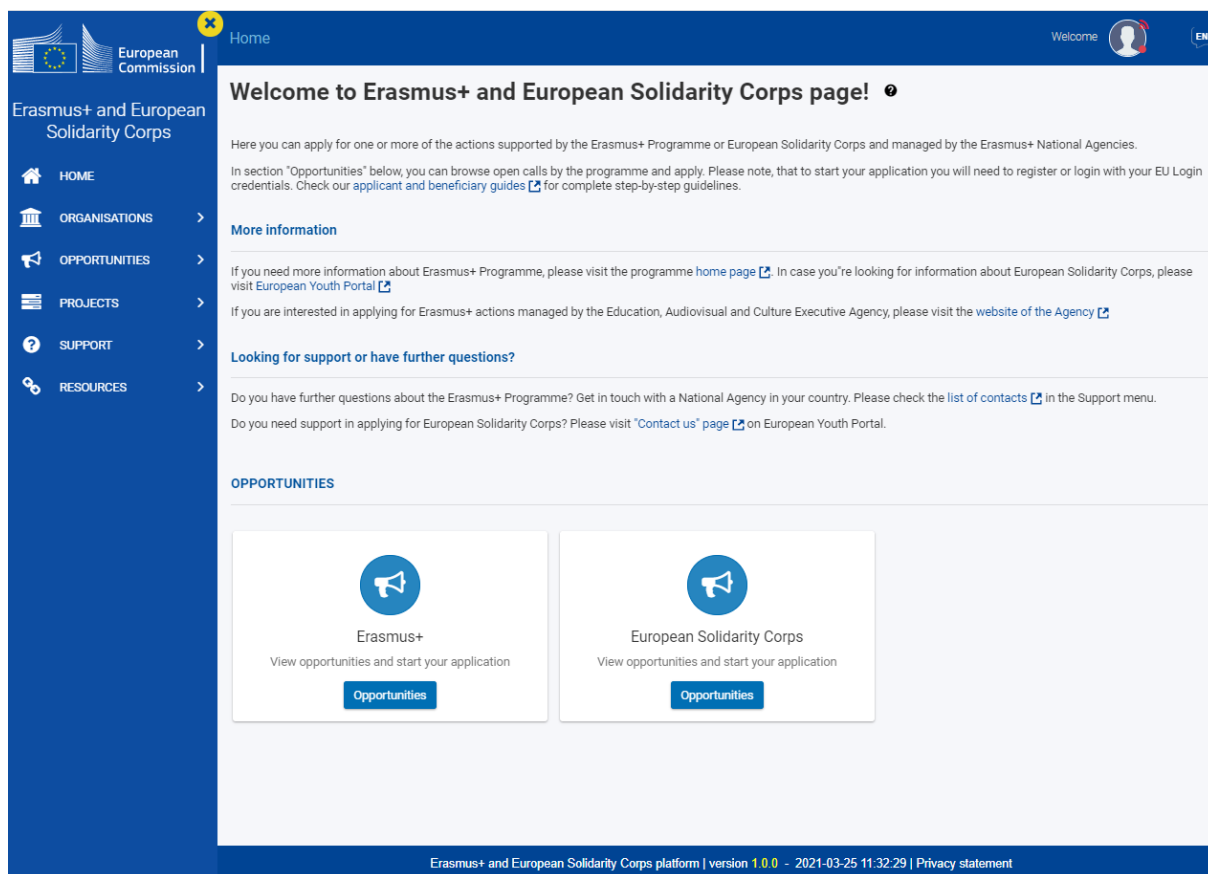 European
Commission
Erasmus+ and European
Solidarity Corps
HOME
ORGANISATIONS
OPPORTUNITIES
PROJECTS
SUPPORT
RESOURCES
Home
Welcome
EN
Welcome to Erasmus+ and European Solidarity Corps page!
Here you can apply for one or more of the actions supported by the Erasmus+ Programme or European Solidarity Corps and managed by the Erasmus+ National Agencies.
In section "Opportunities" below, you can browse open calls by the programme and apply. Please note, that to start your application you will need to register or login with your EU Login
credentials. Check our applicant and beneficiary guides for complete step-by-step guidelines.
More information
If you need more information about Erasmus+ Programme, please visit the programme home page. In case you"re looking for information about European Solidarity Corps, please
visit European Youth Portal
If you are interested in applying for Erasmus+ actions managed by the Education, Audiovisual and Culture Executive Agency, please visit the website of the Agency
Looking for support or have further questions?
Do you have further questions about the Erasmus+ Programme? Get in touch with a National Agency in your country. Please check the list of contacts in the Support menu.
Do you need support in applying for European Solidarity Corps? Please visit "Contact us" page on European Youth Portal.
OPPORTUNITIES
Erasmus+
View opportunities and start your application
Opportunities
European Solidarity Corps
View opportunities and start your application
Opportunities
Erasmus+ and European Solidarity Corps platform | version 1.0.0 - 2021-03-25 11:32:29 | Privacy statement